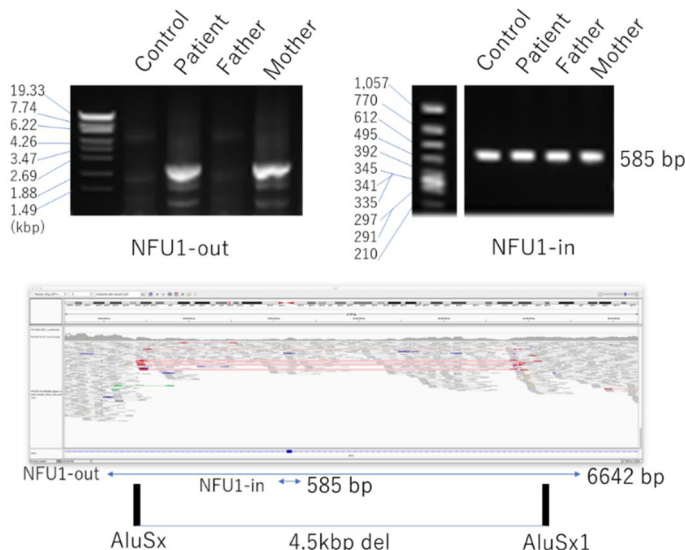 Control
Patient
Father
Mother
19.33
7.74
6.22
4.26
3.47
2.69
1.88
1.49
(kbp)
NFU1-out
Control
Patient
Father
Mother
1,057
770
612
495
392
345
341
335
297
291
210
585 bp
NFU1-in
NFU1-out
6642 bp
NFU1-in
585 bp
AluSx
4.5kbp del
AluSx1